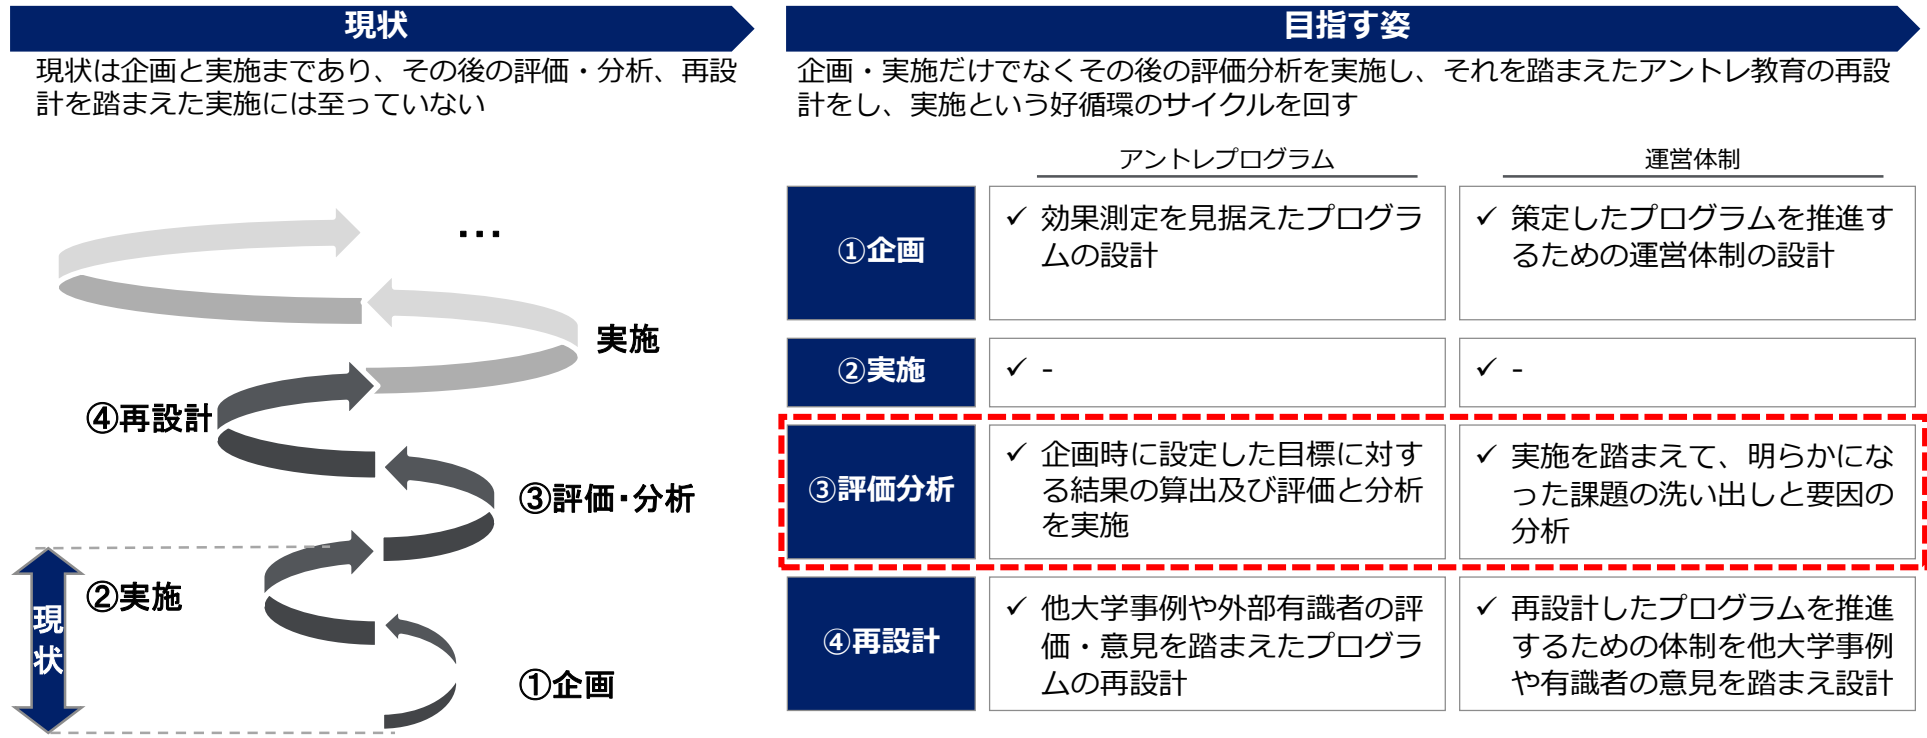 現状
現状は企画と実施まであり、その後の評価・分析、再設
計を踏まえた実施には至っていない
…
実施
④再設計
③評価・分析
②実施
①企画
現
状
目指す姿
企画・実施だけでなくその後の評価分析を実施し、それを踏まえたアントレ教育の再設
計をし、実施という好循環のサイクルを回す
アントレプログラム
運営体制
①企画
✓ 効果測定を見据えたプログラ
ムの設計
✓ 策定したプログラムを推進す
るための運営体制の設計
②実施
✓ -
✓ -
③評価分析
✓ 企画時に設定した目標に対す
る結果の算出及び評価と分析
を実施
✓ 実施を踏まえて、明らかにな
った課題の洗い出しと要因の
分析
④再設計
✓ 他大学事例や外部有識者の評
価・意見を踏まえたプログラ
ムの再設計
✓ 再設計したプログラムを推進
するための体制を他大学事例
や有識者の意見を踏まえ設計